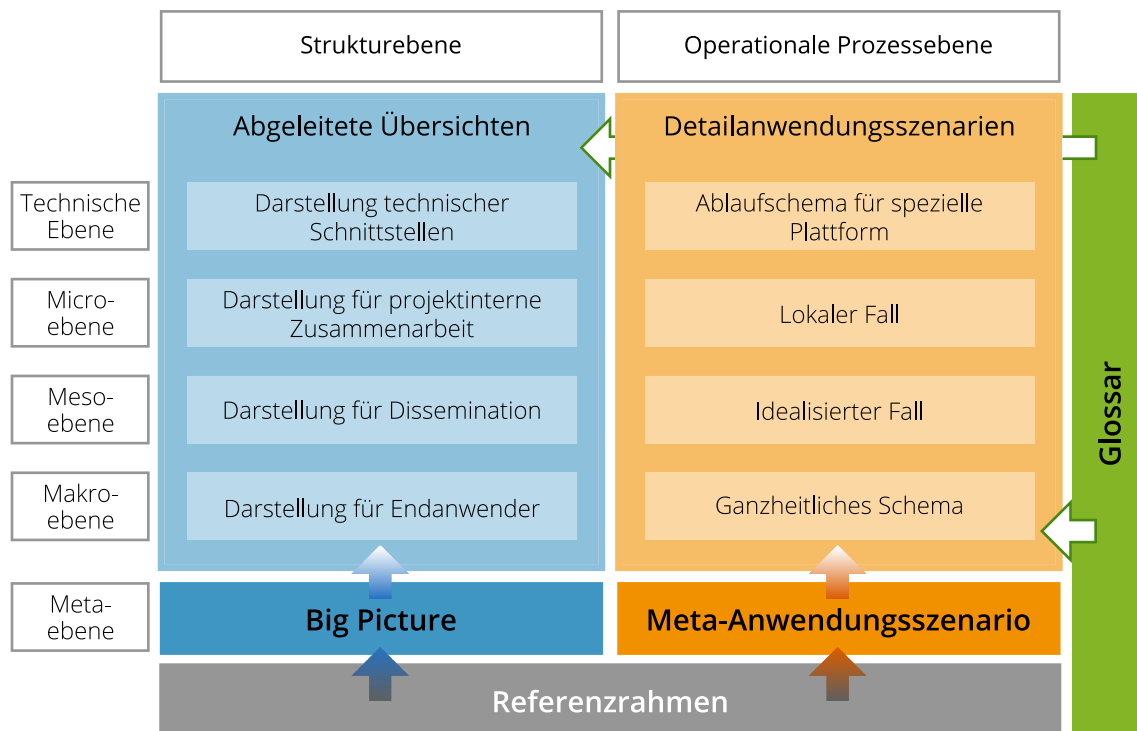 Strukturebene
Operationale Prozessebene
Abgeleitete Übersichten
Detailanwendungsszenarien
Technische
Ebene
Darstellung technischer
Schnittstellen
Ablaufschema für spezielle
Plattform
Micro-
ebene
Darstellung für projektinterne
Zusammenarbeit
Lokaler Fall
Meso-
ebene
Darstellung für Dissemination
Idealisierter Fall
Makro-
ebene
Darstellung für Endanwender
Ganzheitliches Schema
Meta-
ebene
Big Picture
Meta-Anwendungsszenario
Referenzrahmen
Glossar